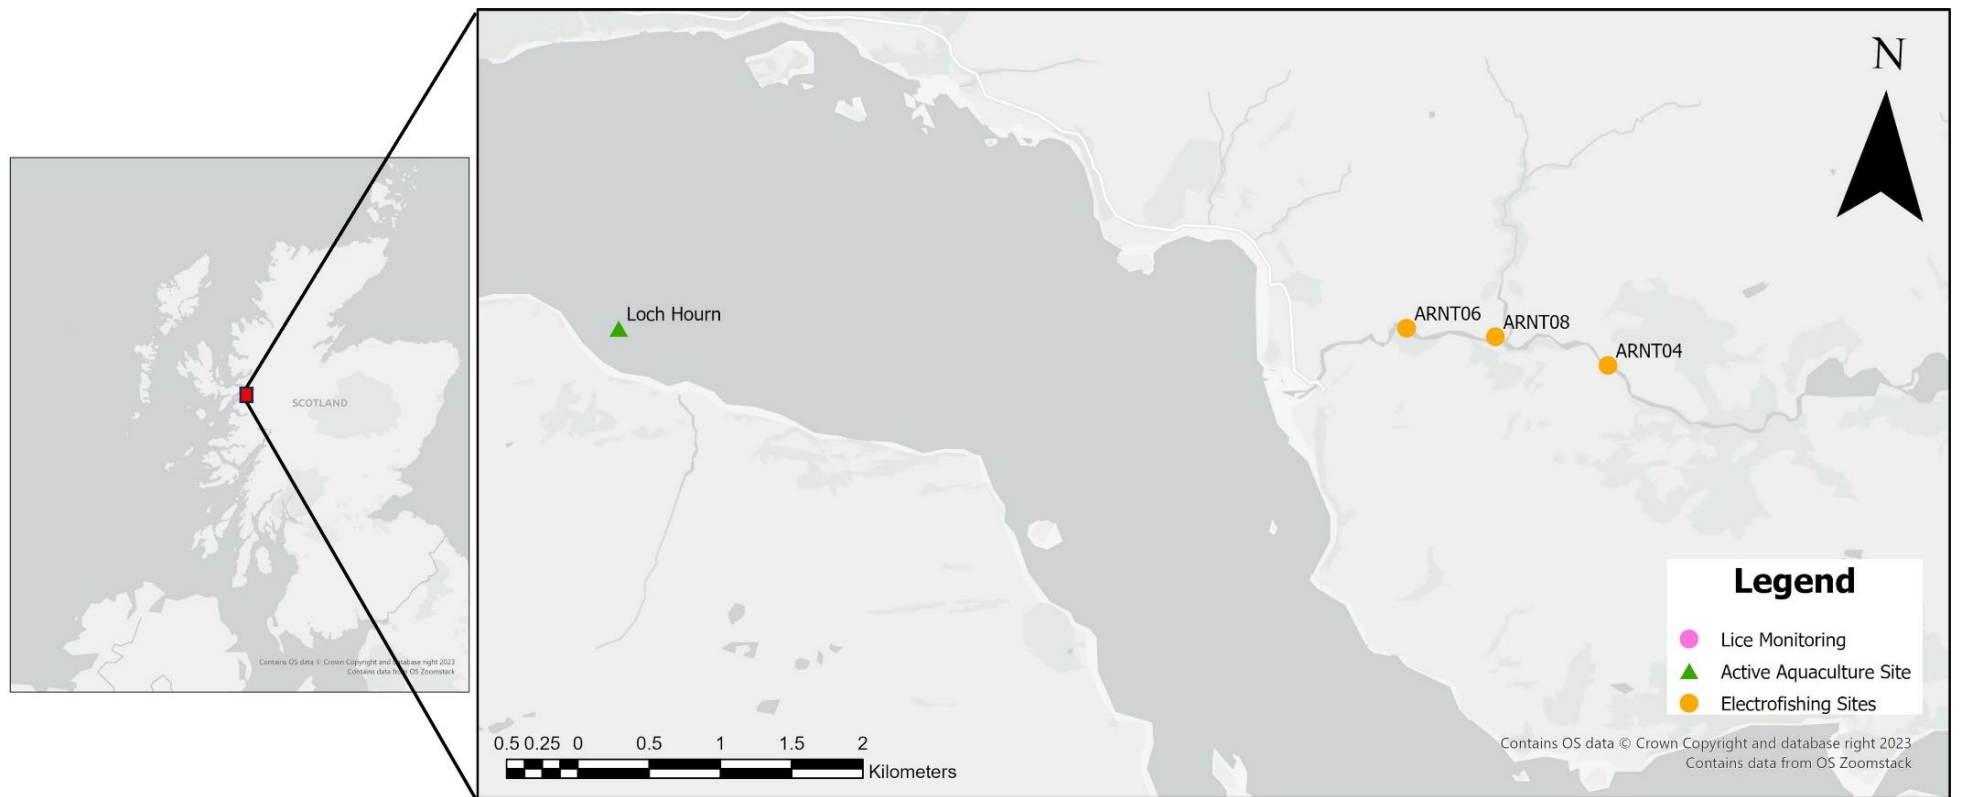 N
Loch Hourn
ARNT06
ARNT08
ARNT04
SCOTLAND
Contains OS data © Crown Copyright and database right 2023
Contains data from OS Zoomstack
Legend
Lice Monitoring
Active Aquaculture Site
Electrofishing Sites
0.5 0.25 0 0.5 1 1.5 2
Kilometers
Contains OS data © Crown Copyright and database right 2023
Contains data from OS Zoomstack